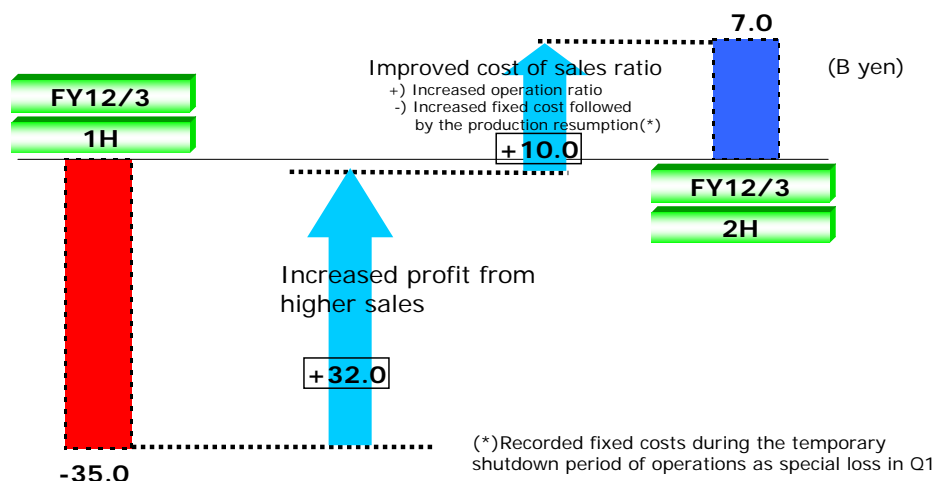 7.0
(B yen)
Improved cost of sales ratio
+) Increased operation ratio
-) Increased fixed cost followed
by the production resumption(*)
+10.0
FY12/3
1H
FY12/3
2H
Increased profit from
higher sales
+32.0
-35.0
(*)Recorded fixed costs during the temporary
shutdown period of operations as special loss in Q1